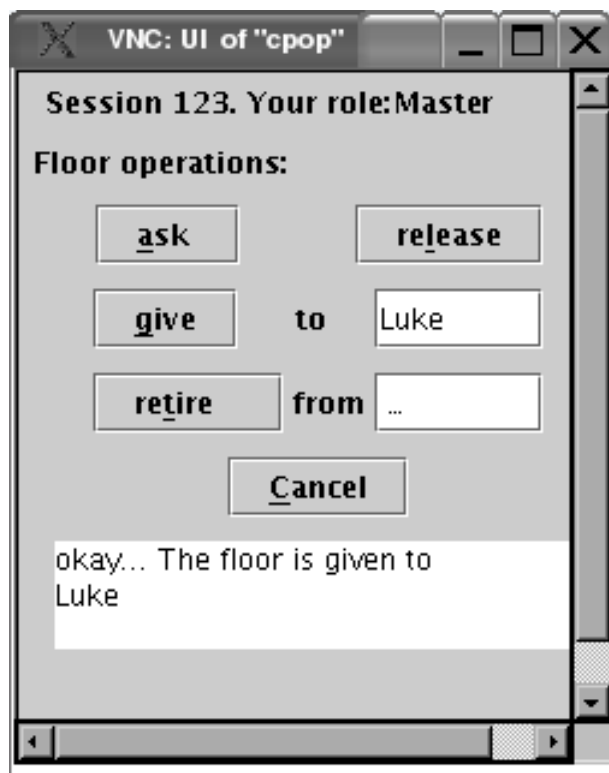 VNC: UI of "cpop"
Session 123. Your role:Master
Floor operations:
ask release
give to Luke
retire from ...
Cancel
okay... The floor is given to
Luke